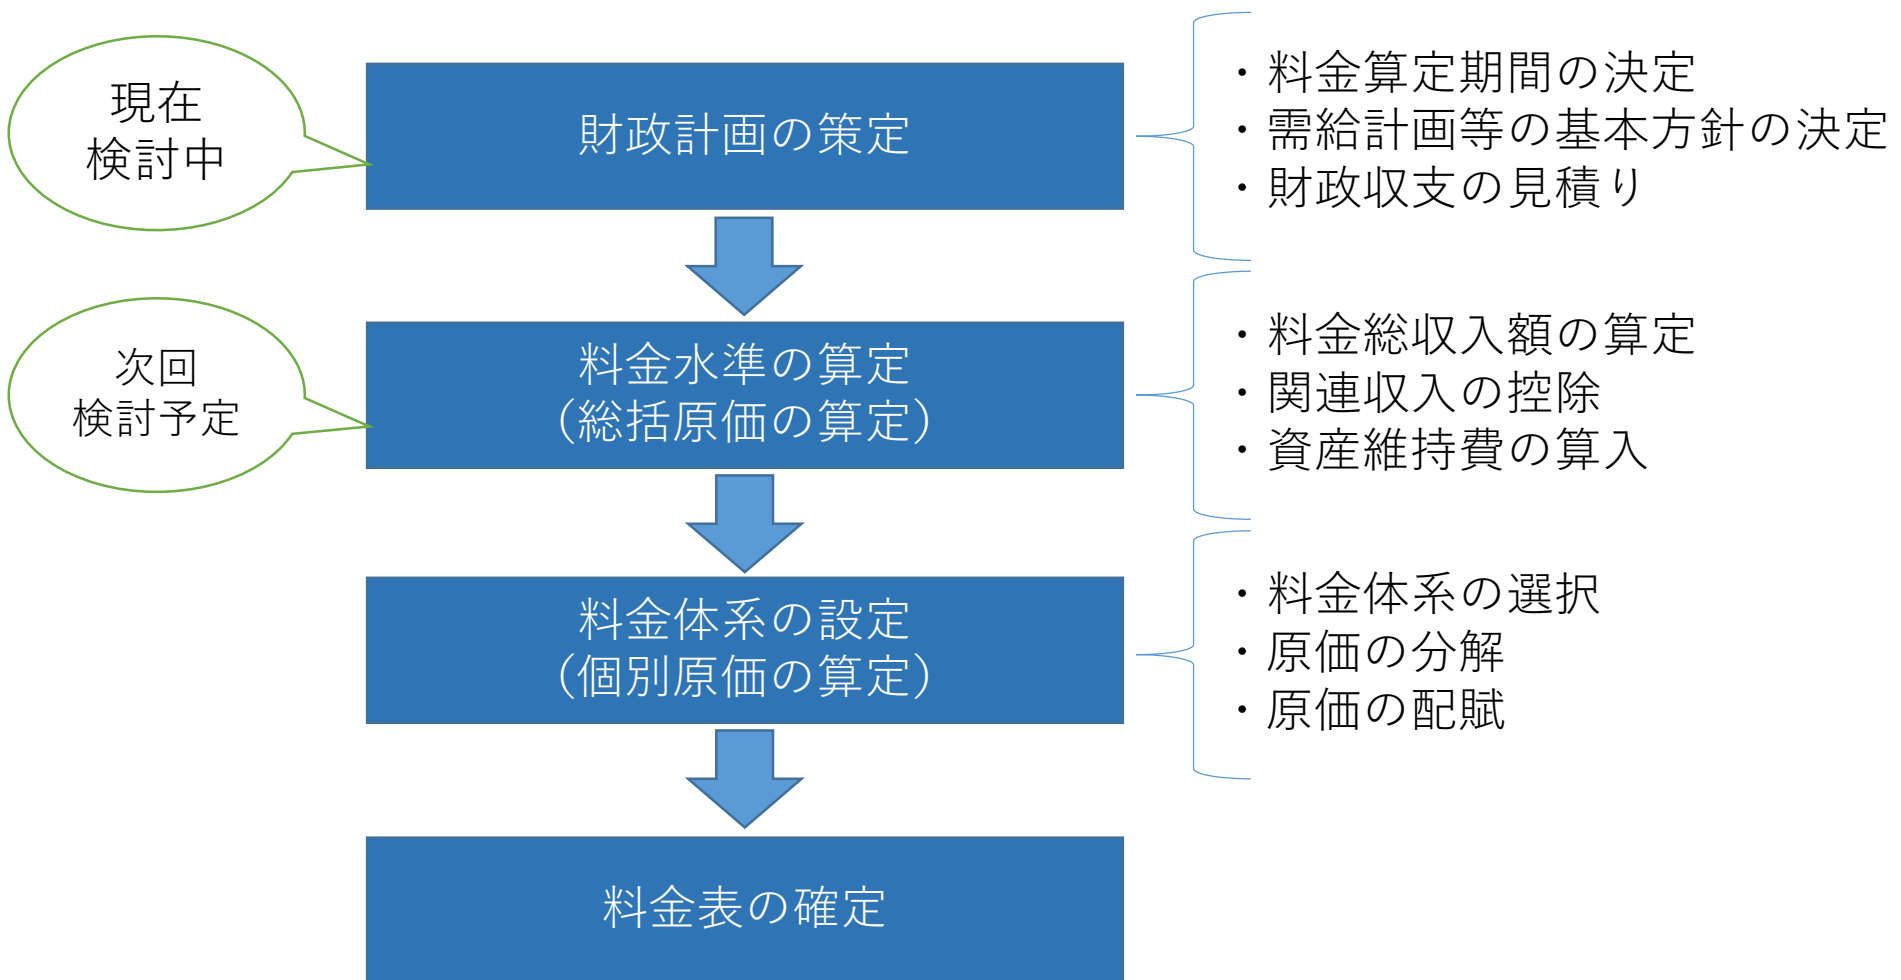 現在
検討中
財政計画の策定
・料金算定期間の決定
・需給計画等の基本方針の決定
・財政収支の見積り
次回
検討予定
料金水準の算定
（総括原価の算定）
・料金総収入額の算定
・関連収入の控除
・資産維持費の算入
料金体系の設定
（個別原価の算定）
・料金体系の選択
・原価の分解
・原価の配賦
料金表の確定